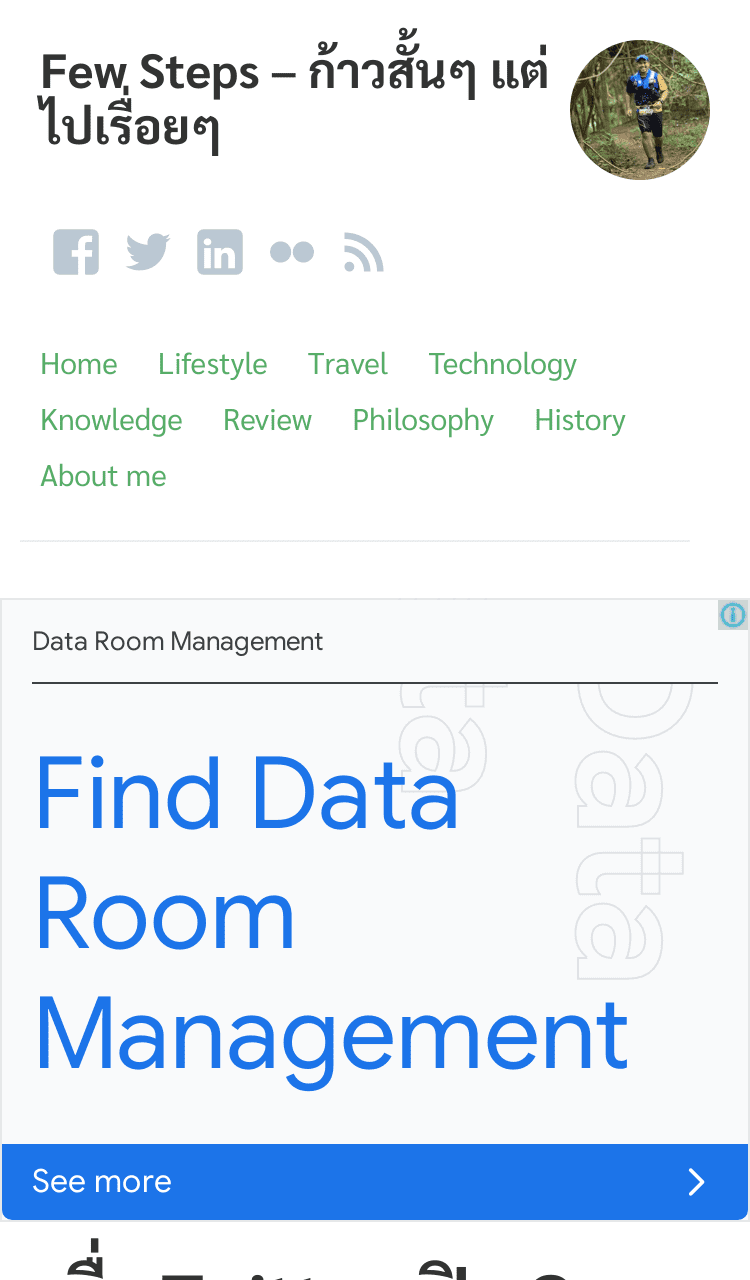 Few Steps – ก้าวสั้นๆ แต่
ไปเรื่อยๆ
Home Lifestyle Travel Technology
Knowledge Review Philosophy History
About me
Data Room Management
Data
Find Data
Room
Management
See more